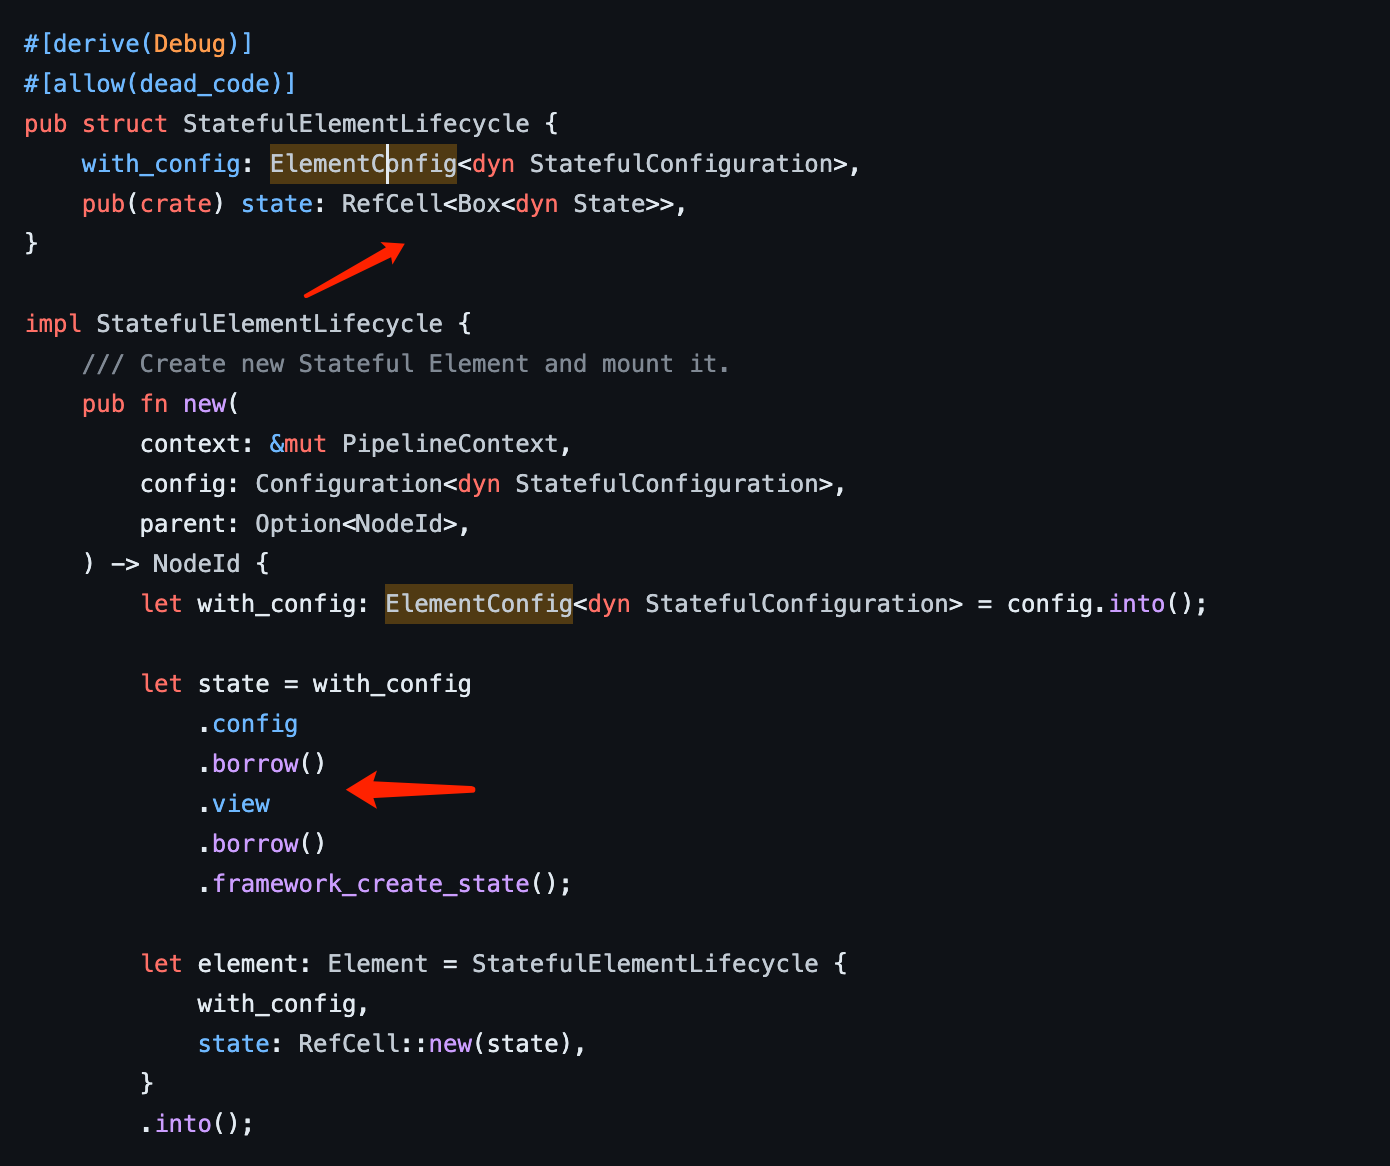 #[derive(Debug)]
#[allow(dead_code)]
pub struct StatefulElementLifecycle {
    with_config: ElementConfig<dyn StatefulConfiguration>,
    pub(crate) state: RefCell<Box<dyn State>>,
}

impl StatefulElementLifecycle {
    /// Create new Stateful Element and mount it.
    pub fn new(
        context: &mut PipelineContext,
        config: Configuration<dyn StatefulConfiguration>,
        parent: Option<NodeId>,
    ) -> NodeId {
        let with_config: ElementConfig<dyn StatefulConfiguration> = config.into();

        let state = with_config
            .config
            .borrow()
            .view
            .borrow()
            .framework_create_state();

        let element: Element = StatefulElementLifecycle {
            with_config,
            state: RefCell::new(state),
        }
        .into();